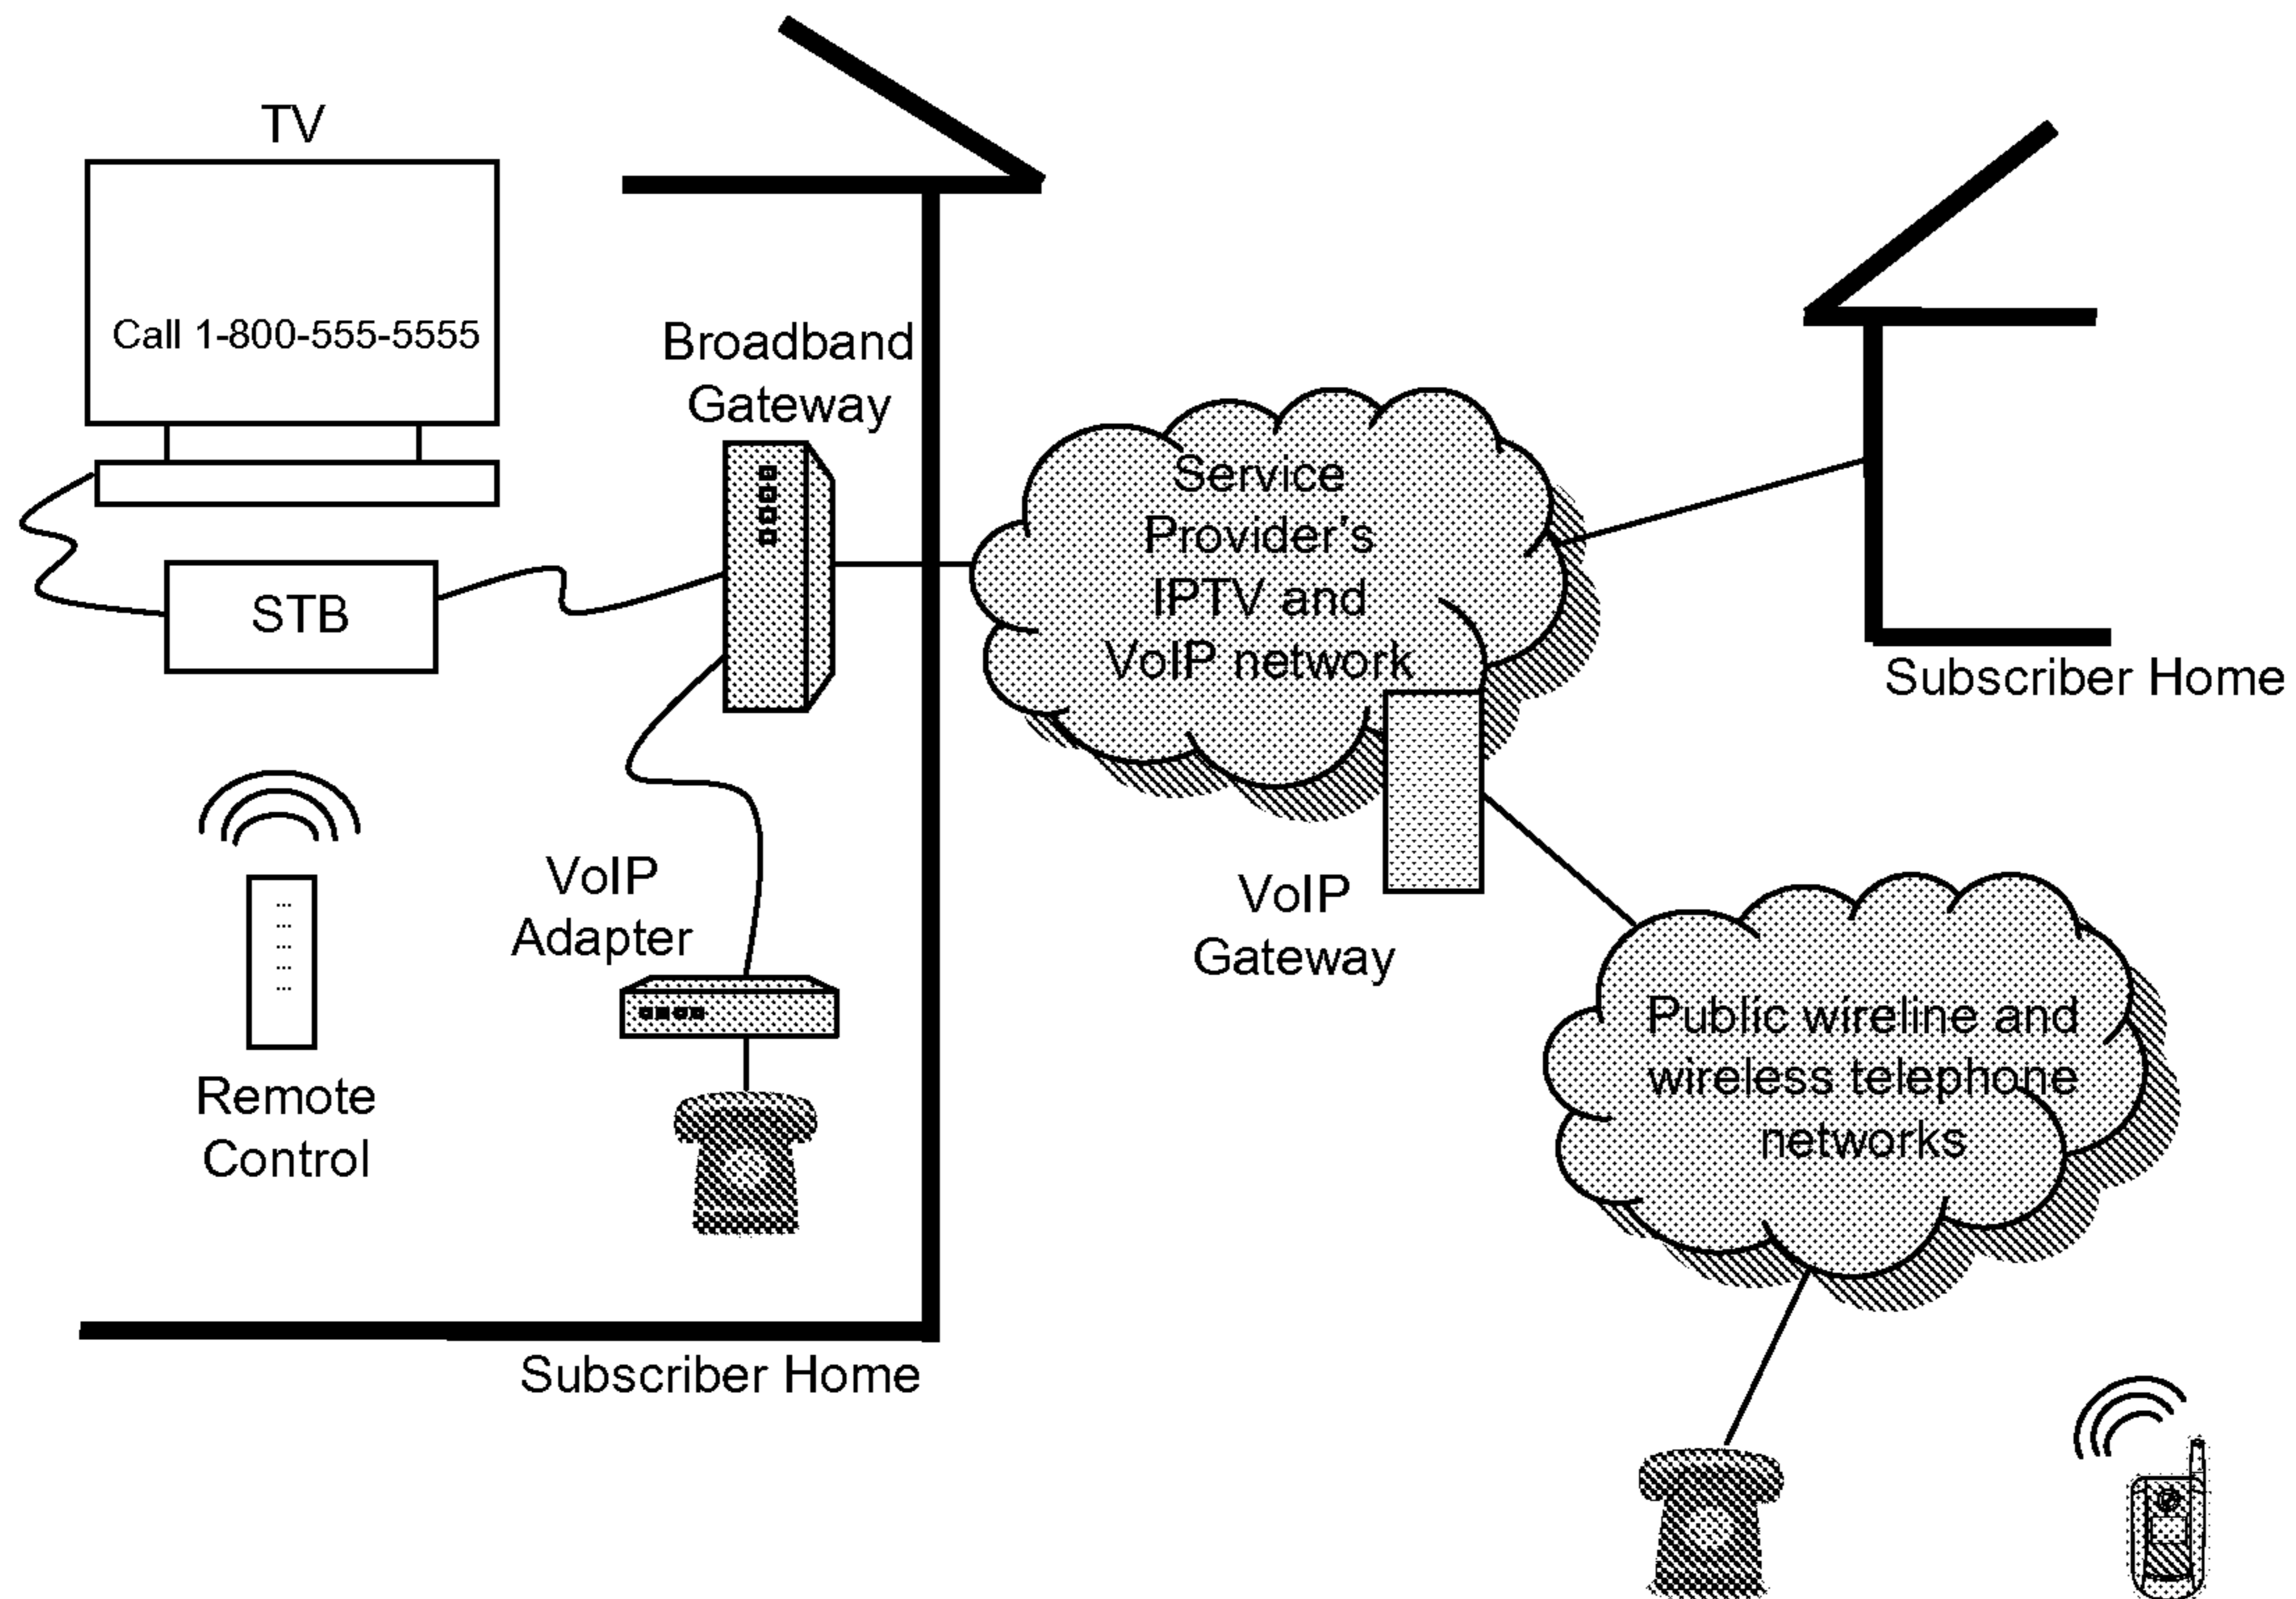 TV
Call 1-800-555-5555
Broadband
Gateway
STB
Service
Provider's
IPTV and
VoIP network
Subscriber Home
VoIP
Adapter
VoIP
Gateway
Remote
Control
Public wireline and
wireless telephone
networks
Subscriber Home